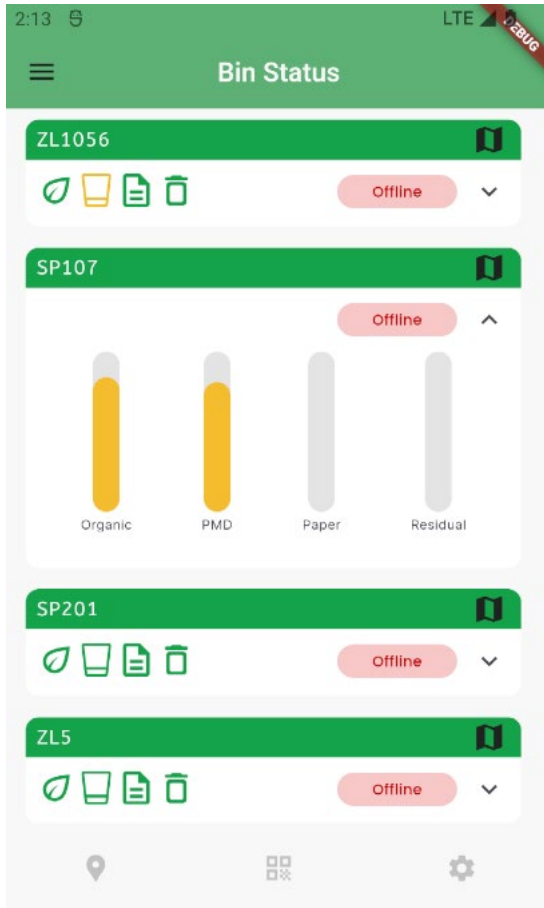 2:13 LTE
DEBUG
Bin Status
ZL1056
Offline
SP107
Offline
Organic PMD Paper Residual
SP201
Offline
ZL5
Offline